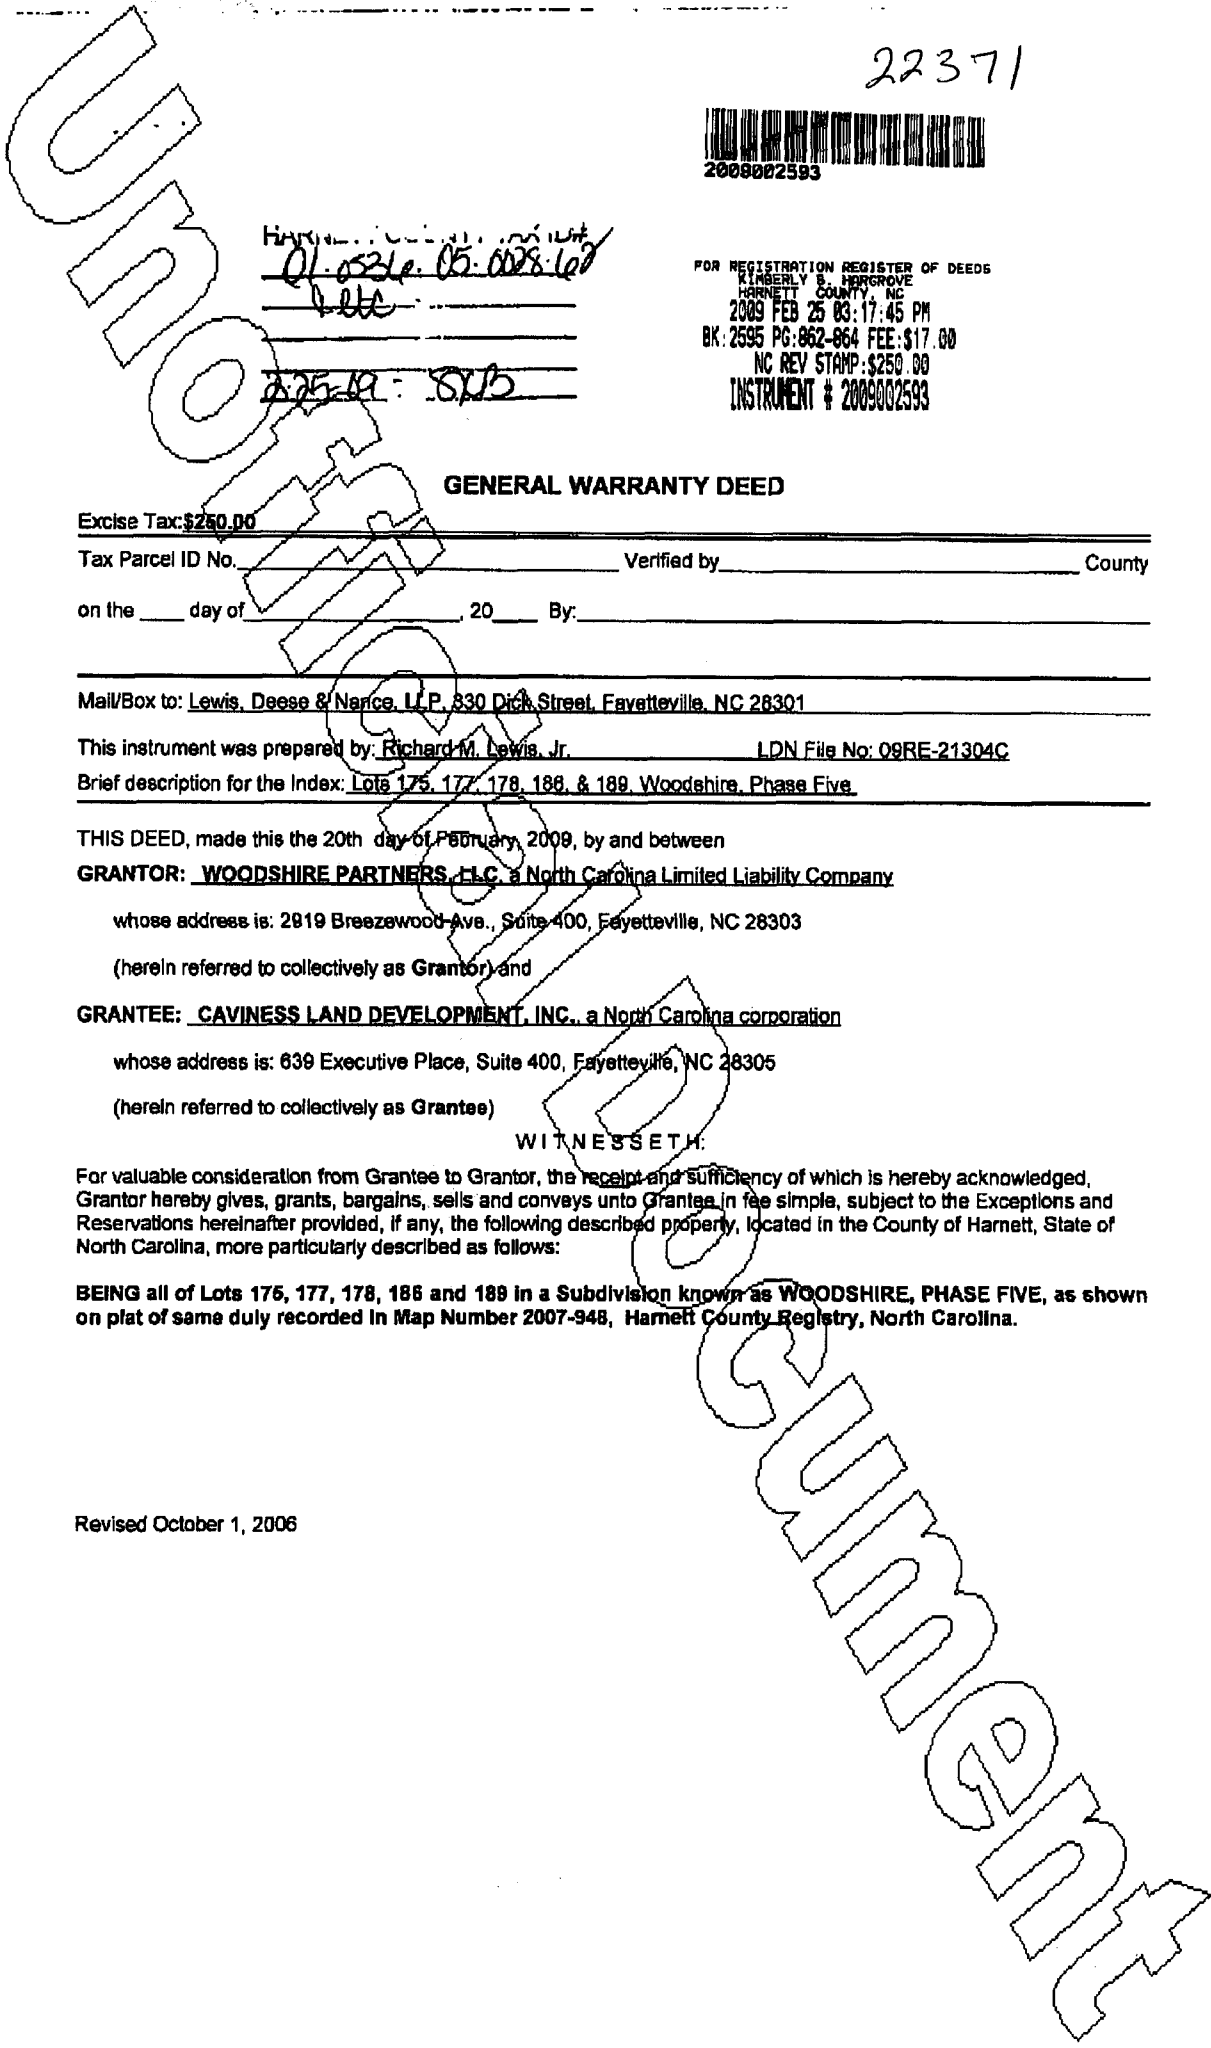 22371
2009002593
HARNETT COUNTY TAX ID#
01-0536-05-0028-62
& etc
2-25-09 - SKB
FOR REGISTRATION REGISTER OF DEEDS
KIMBERLY S. HARGROVE
HARNETT COUNTY, NC
2009 FEB 25 03:17:45 PM
BK:2595 PG:862-864 FEE:$17.00
NC REV STAMP:$250.00
INSTRUMENT # 2009002593
GENERAL WARRANTY DEED
Excise Tax:$250.00
Tax Parcel ID No. Verified by County
on the ____ day of , 20____ By:
Mail/Box to: Lewis, Deese & Nance, LLP, 830 Dick Street, Fayetteville, NC 28301
This instrument was prepared by: Richard M. Lewis, Jr. LDN File No: 09RE-21304C
Brief description for the Index: Lots 175, 177, 178, 186, & 189, Woodshire, Phase Five
THIS DEED, made this the 20th day of February, 2009, by and between
GRANTOR: WOODSHIRE PARTNERS, LLC, a North Carolina Limited Liability Company
whose address is: 2919 Breezewood Ave., Suite 400, Fayetteville, NC 28303
(herein referred to collectively as Grantor) and
GRANTEE: CAVINESS LAND DEVELOPMENT, INC., a North Carolina corporation
whose address is: 639 Executive Place, Suite 400, Fayetteville, NC 28305
(herein referred to collectively as Grantee)
WITNESSETH:
For valuable consideration from Grantee to Grantor, the receipt and sufficiency of which is hereby acknowledged,
Grantor hereby gives, grants, bargains, sells and conveys unto Grantee in fee simple, subject to the Exceptions and
Reservations hereinafter provided, if any, the following described property, located in the County of Harnett, State of
North Carolina, more particularly described as follows:
BEING all of Lots 175, 177, 178, 186 and 189 in a Subdivision known as WOODSHIRE, PHASE FIVE, as shown
on plat of same duly recorded in Map Number 2007-948, Harnett County Registry, North Carolina.
Revised October 1, 2006
Unofficial Document